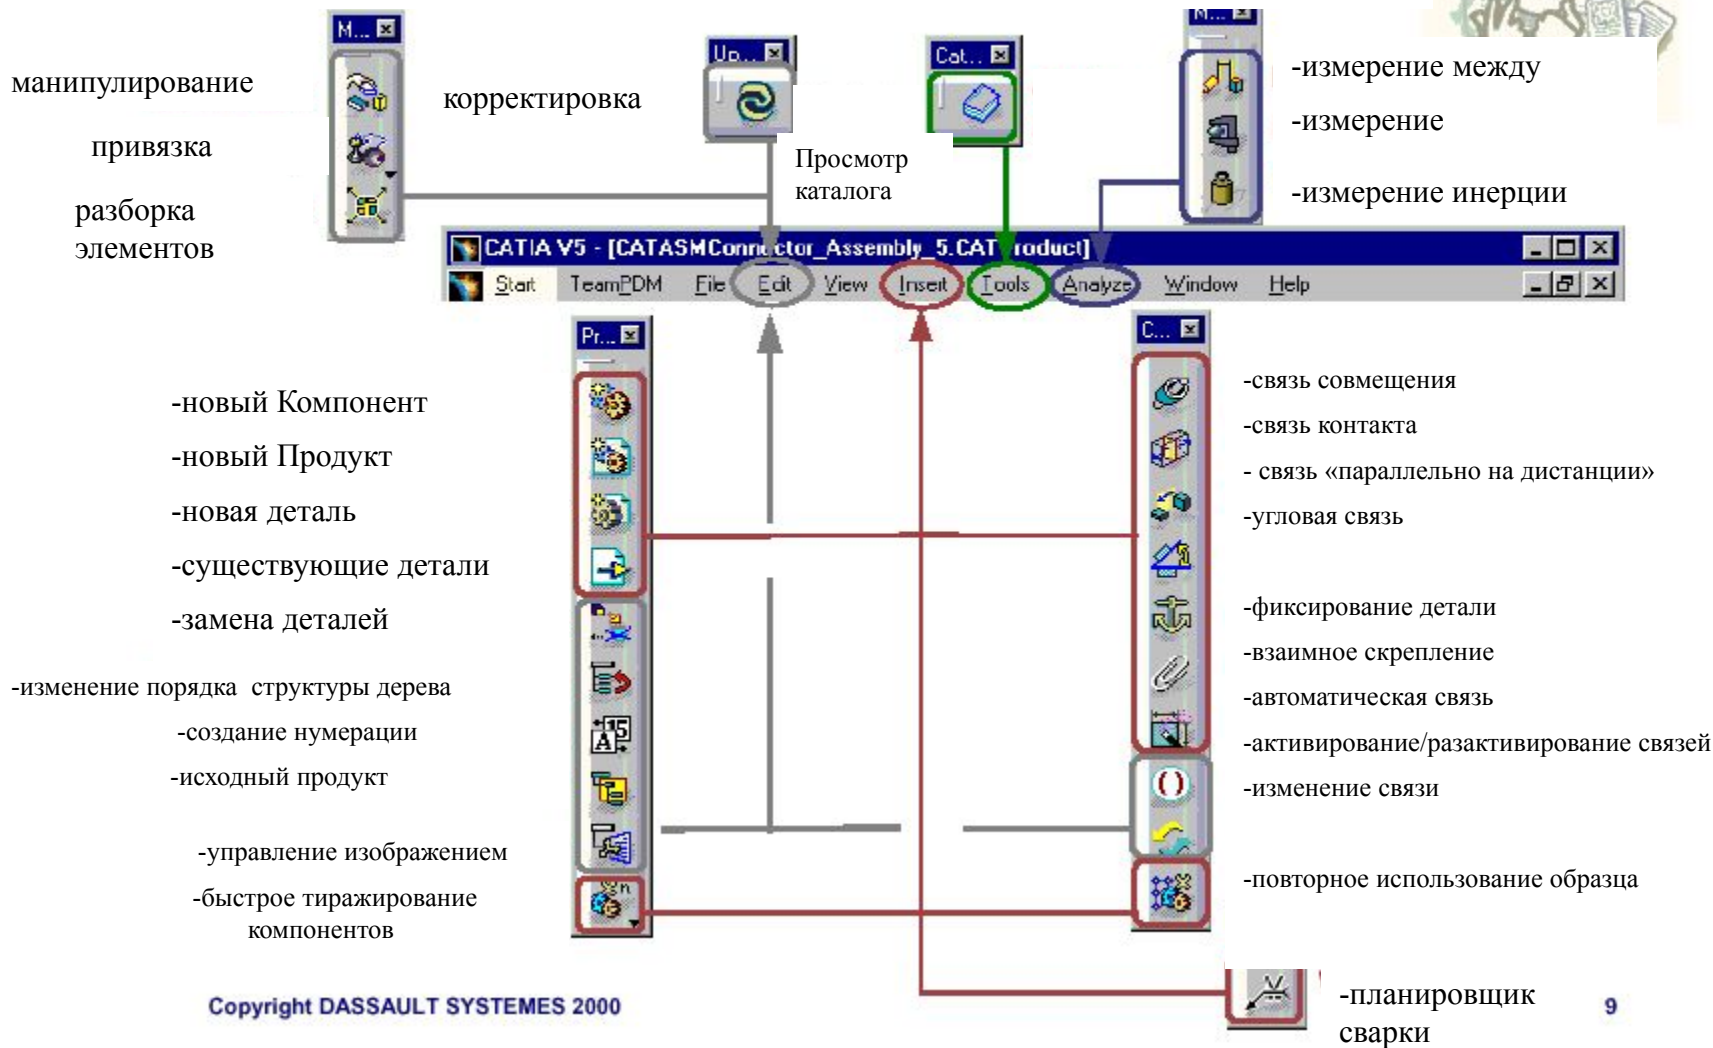 M...
манипулирование
привязка
разборка
элементов
корректировка
Up...
Cat...
Просмотр
каталога
M...
-измерение между
-измерение
-измерение инерции
CATIA V5 - [CATASMConnector_Assembly_5.CATProduct]
Start TeamPDM File Edit View Insert Tools Analyze Window Help
Pr...
-новый Компонент
-новый Продукт
-новая деталь
-существующие детали
-замена деталей
-изменение порядка структуры дерева
-создание нумерации
-исходный продукт
-управление изображением
-быстрое тиражирование
компонентов
C...
-связь совмещения
-связь контакта
- связь «параллельно на дистанции»
-угловая связь
-фиксирование детали
-взаимное скрепление
-автоматическая связь
-активирование/разактивирование связей
-изменение связи
-повторное использование образца
-планировщик
сварки
Copyright DASSAULT SYSTEMES 2000
9